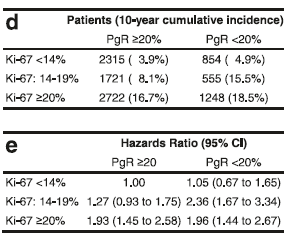 d Patients (10-year cumulative incidence)
PgR ≥20% PgR <20%
Ki-67 <14% 2315 ( 3.9%) 854 ( 4.9%)
Ki-67: 14-19% 1721 ( 8.1%) 555 (15.5%)
Ki-67 ≥20% 2722 (16.7%) 1248 (18.5%)
e Hazards Ratio (95% CI)
PgR ≥20 PgR <20%
Ki-67 <14% 1.00 1.05 (0.67 to 1.65)
Ki-67: 14-19% 1.27 (0.93 to 1.75) 2.36 (1.67 to 3.34)
Ki-67 ≥20% 1.93 (1.45 to 2.58) 1.96 (1.44 to 2.67)